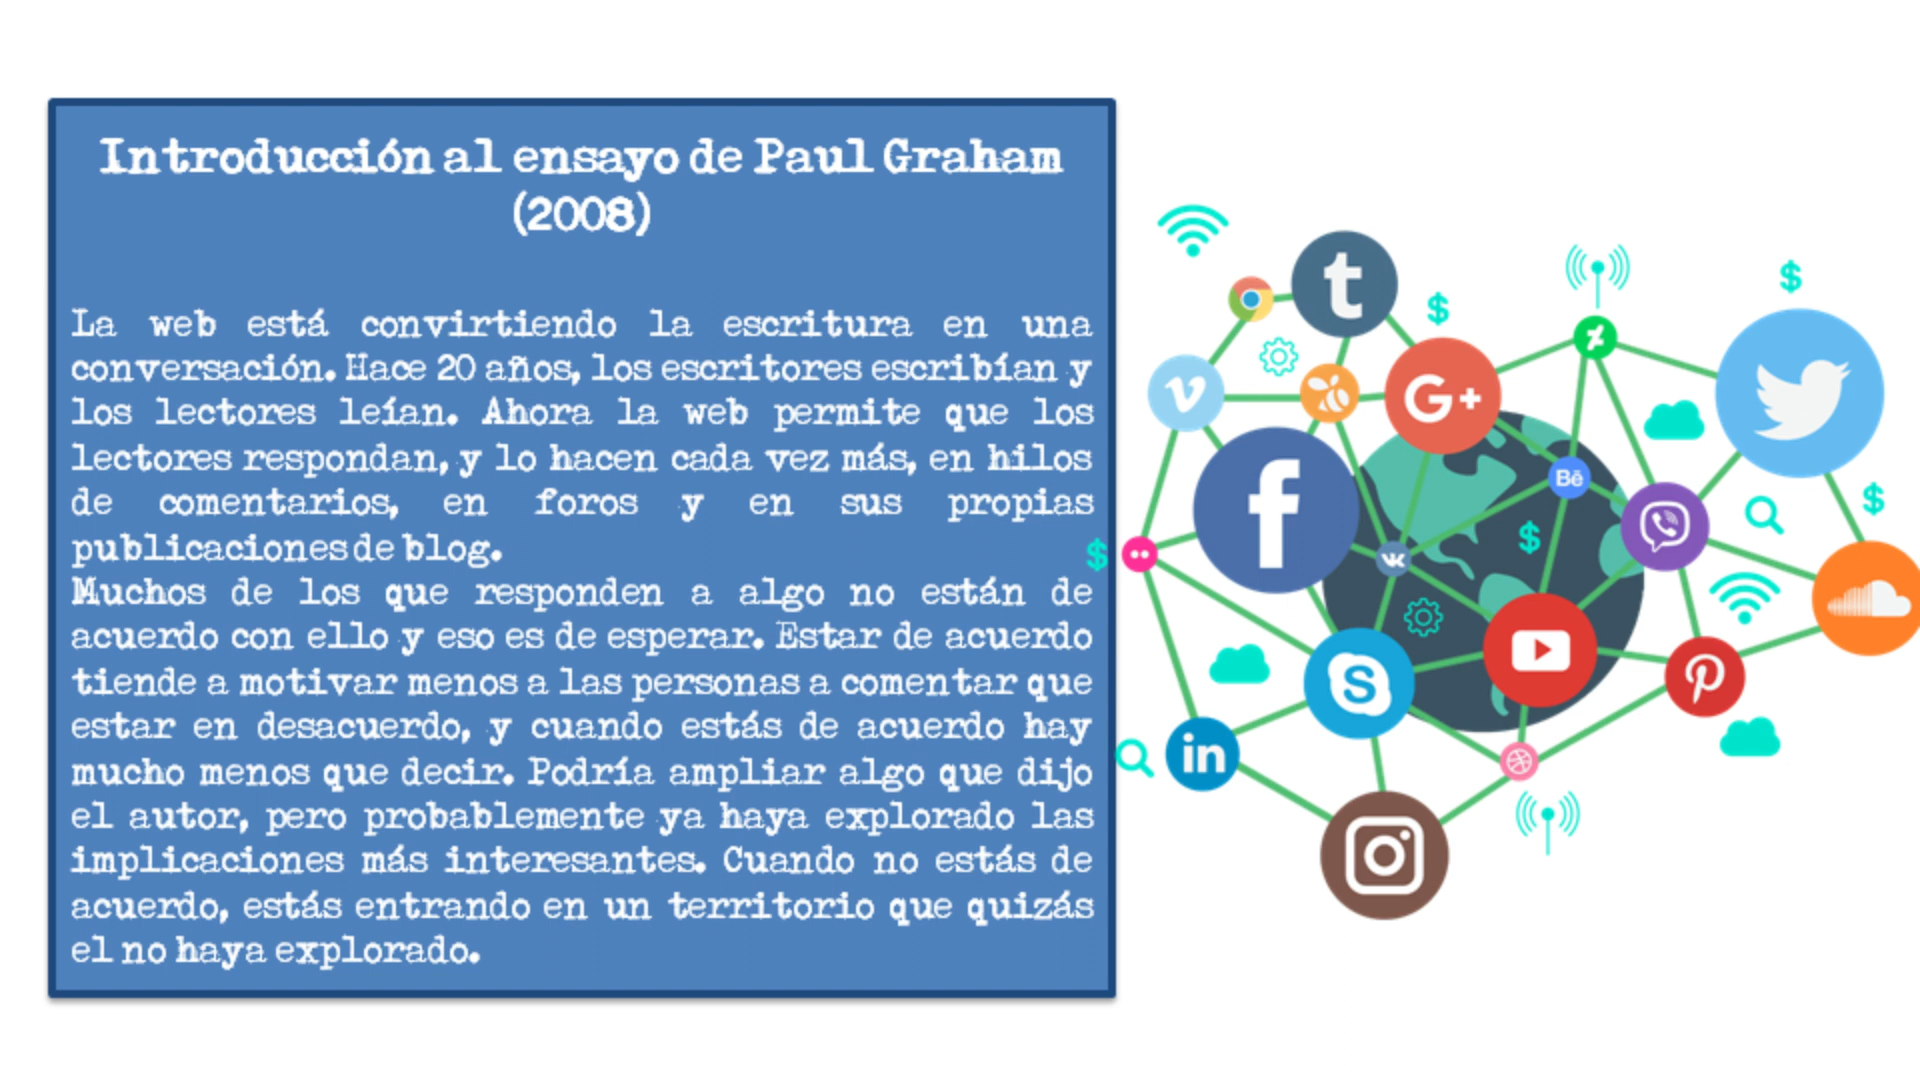 Introducción al ensayo de Paul Graham
(2008)
La web está convirtiendo la escritura en una
conversación. Hace 20 años, los escritores escribían y
los lectores leían. Ahora la web permite que los
lectores respondan, y lo hacen cada vez más, en hilos
de comentarios, en foros y en sus propias
publicaciones de blog.
Muchos de los que responden a algo no están de
acuerdo con ello y eso es de esperar. Estar de acuerdo
tiende a motivar menos a las personas a comentar que
estar en desacuerdo, y cuando estás de acuerdo hay
mucho menos que decir. Podría ampliar algo que dijo
el autor, pero probablemente ya haya explorado las
implicaciones más interesantes. Cuando no estás de
acuerdo, estás entrando en un territorio que quizás
el no haya explorado.
t
G+
f
Bē
VK
S
in